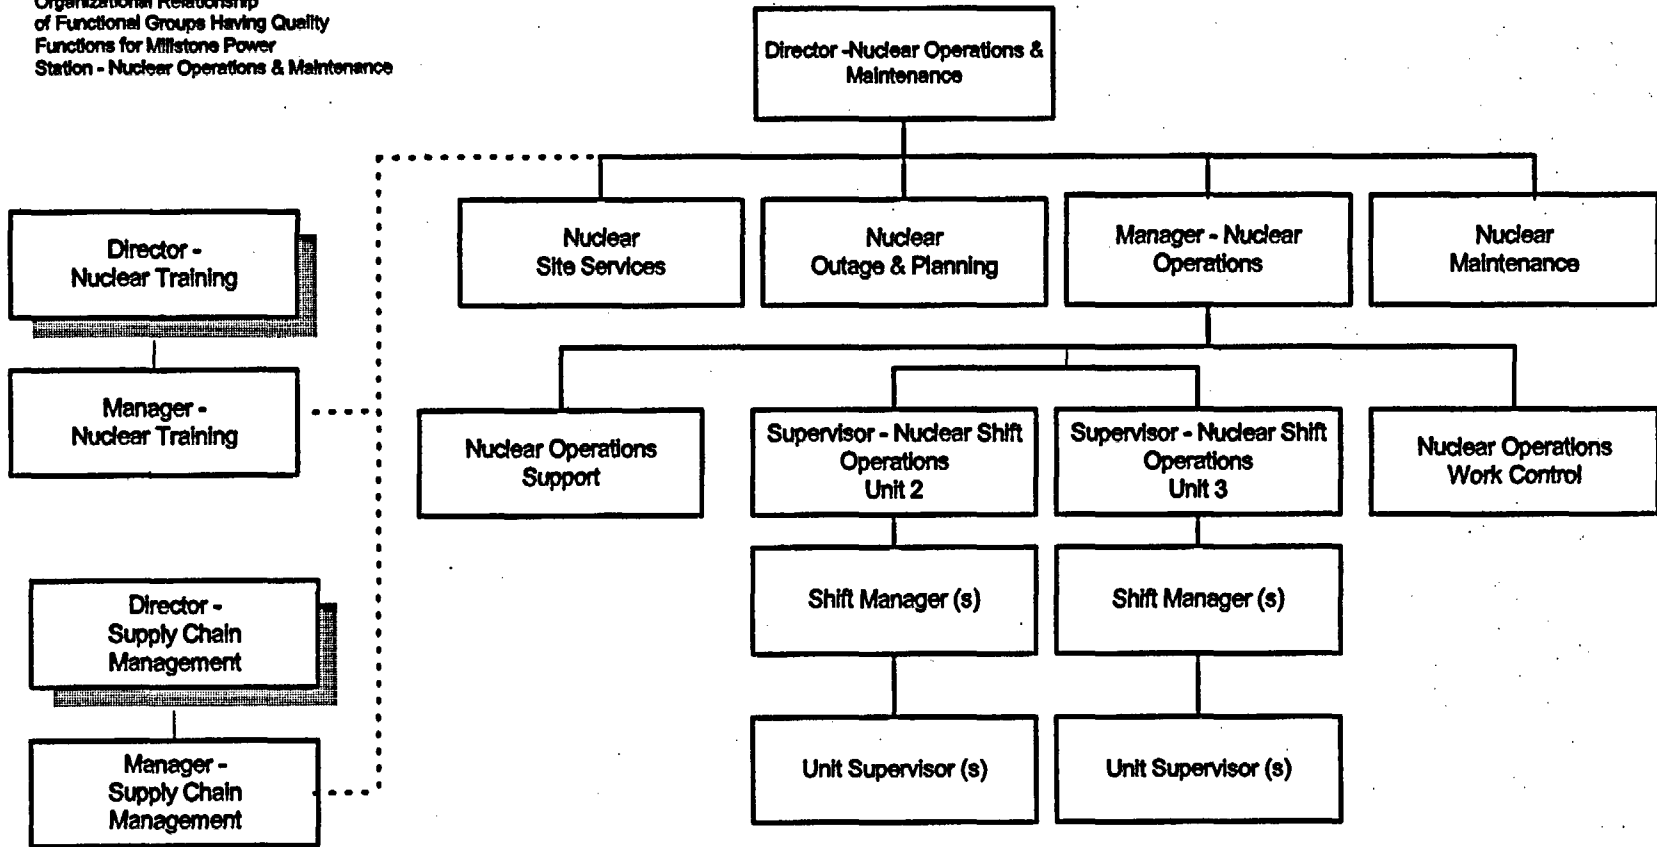 Organizational Relationship
of Functional Groups Having Quality
Functions for Millstone Power
Station - Nuclear Operations & Maintenance
Director -Nuclear Operations &
Maintenance
Nuclear
Site Services
Nuclear
Outage & Planning
Manager - Nuclear
Operations
Nuclear
Maintenance
Director -
Nuclear Training
Manager -
Nuclear Training
Nuclear Operations
Support
Supervisor - Nuclear Shift
Operations
Unit 2
Supervisor - Nuclear Shift
Operations
Unit 3
Nuclear Operations
Work Control
Shift Manager (s)
Shift Manager (s)
Director -
Supply Chain
Management
Manager -
Supply Chain
Management
Unit Supervisor (s)
Unit Supervisor (s)